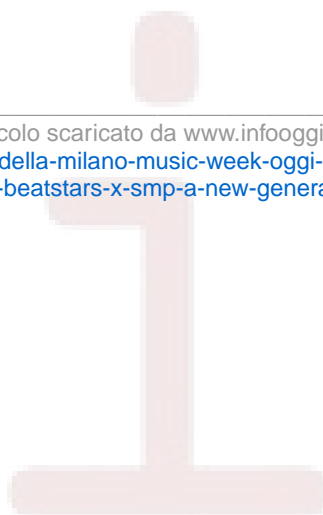 colo scaricato da www.infooggi
della-milano-music-week-oggi-
-beatstars-x-smp-a-new-genera